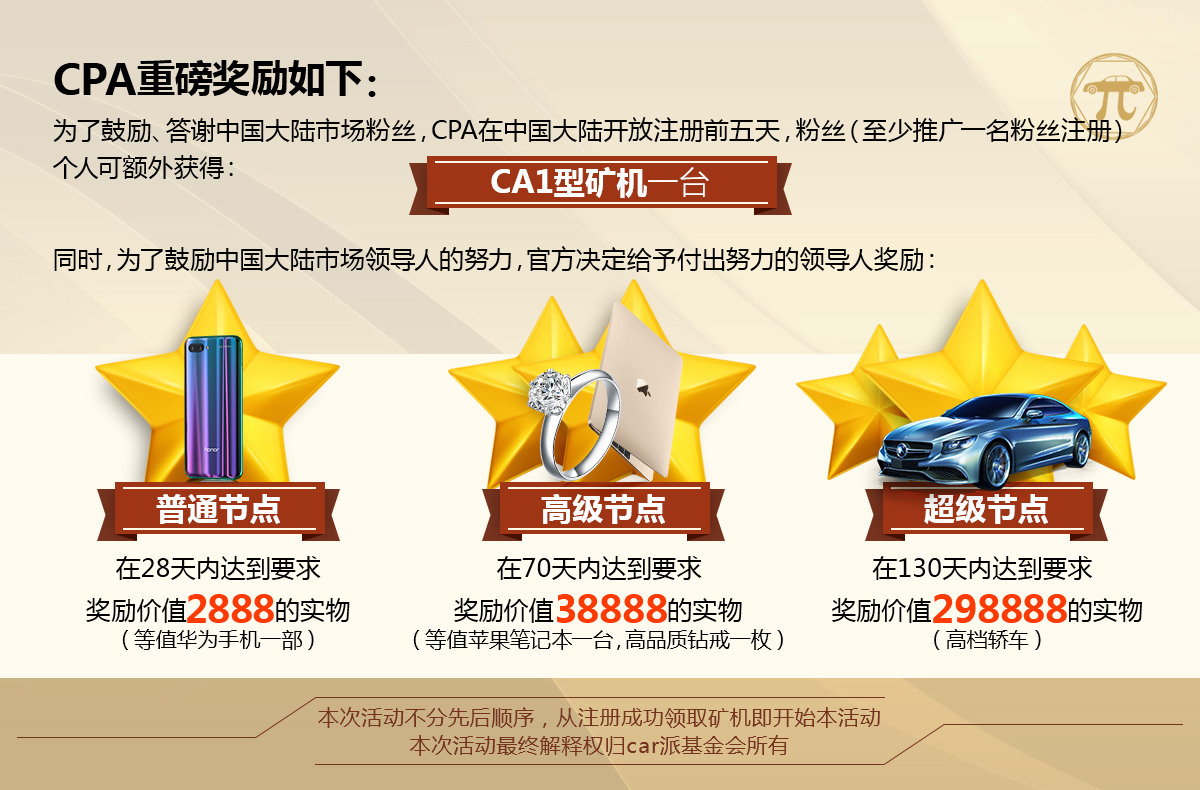 CPA重磅奖励如下：
为了鼓励、答谢中国大陆市场粉丝，CPA在中国大陆开放注册前五天，粉丝（至少推广一名粉丝注册）
个人可额外获得：
CA1型矿机一台
同时，为了鼓励中国大陆市场领导人的努力，官方决定给予付出努力的领导人奖励：
honor
普通节点
在28天内达到要求
奖励价值2888的实物
（等值华为手机一部）
高级节点
在70天内达到要求
奖励价值38888的实物
（等值苹果笔记本一台，高品质钻戒一枚）
超级节点
在130天内达到要求
奖励价值298888的实物
（高档轿车）
本次活动不分先后顺序，从注册成功领取矿机即开始本活动
本次活动最终解释权归car派基金会所有